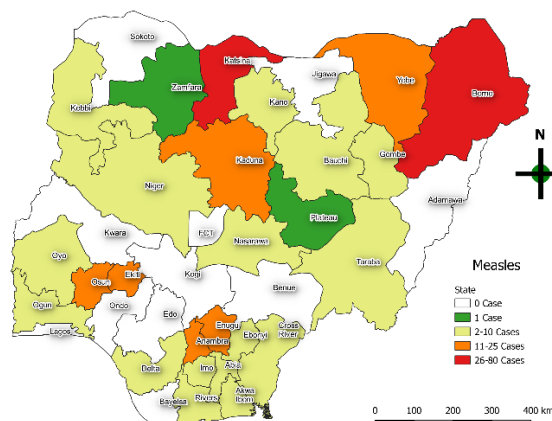 Sokoto
Katsina
Jigawa
Yobe
Borno
Zamfara
Kebbi
Kano
Kaduna
Bauchi
Gombe
Adamawa
Niger
Plateau
FCT
Kwara
Nasarawa
Taraba
Oyo
Kogi
Benue
Osun
Ekiti
Ogun
Ondo
Edo
Lagos
Enugu
Anambra
Ebonyi
Cross
River
Delta
Imo
Abia
Akwa
Ibom
Rivers
Bayelsa
N
Measles
State
0 Case
1 Case
2-10 Cases
11-25 Cases
26-80 Cases
0 100 200 300 400 km